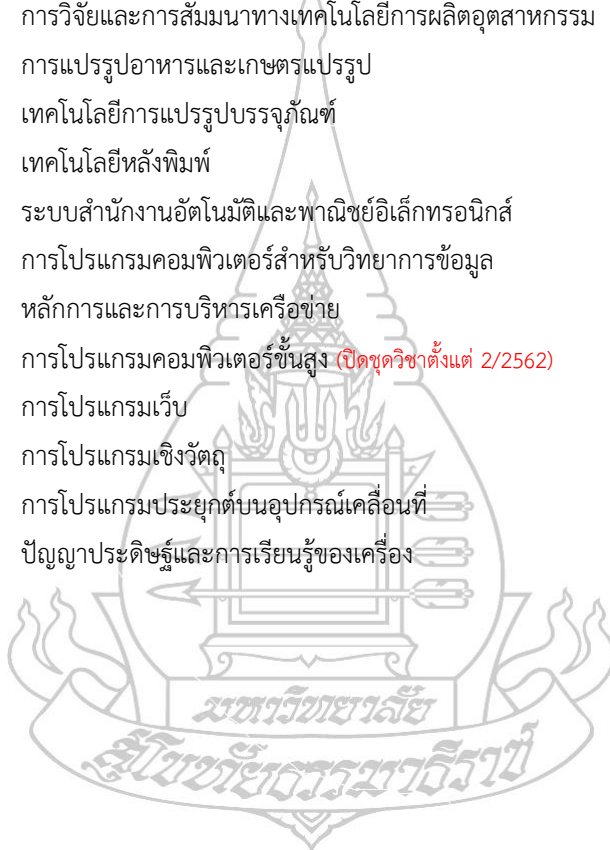 การวิจัยและการสัมมนาทางเทคโนโลยีการผลิตอุตสาหกรรม
การแปรรูปอาหารและเกษตรแปรรูป
เทคโนโลยีการแปรรูปบรรจุภัณฑ์
เทคโนโลยีหลังพิมพ์
ระบบสำนักงานอัตโนมัติและพาณิชย์อิเล็กทรอนิกส์
การโปรแกรมคอมพิวเตอร์สำหรับวิทยาการข้อมูล
หลักการและการบริหารเครือข่าย
การโปรแกรมคอมพิวเตอร์ขั้นสูง (ปิดชุดวิชาตั้งแต่ 2/2562)
การโปรแกรมเว็บ
การโปรแกรมเชิงวัตถุ
การโปรแกรมประยุกต์บนอุปกรณ์เคลื่อนที่
ปัญญาประดิษฐ์และการเรียนรู้ของเครื่อง
มหาวิทยาลัย
สุโขทัยธรรมาธิราช